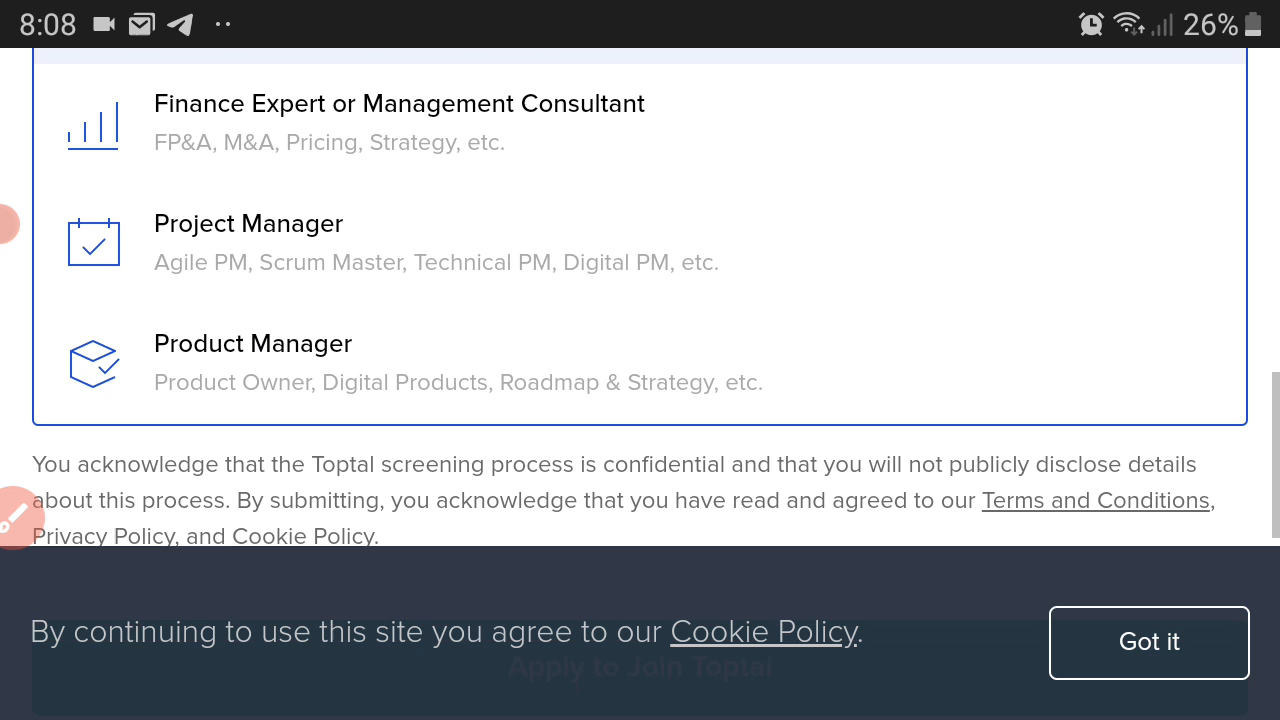 8:08
26%
Finance Expert or Management Consultant
FP&A, M&A, Pricing, Strategy, etc.
Project Manager
Agile PM, Scrum Master, Technical PM, Digital PM, etc.
Product Manager
Product Owner, Digital Products, Roadmap & Strategy, etc.
You acknowledge that the Toptal screening process is confidential and that you will not publicly disclose details
about this process. By submitting, you acknowledge that you have read and agreed to our Terms and Conditions,
Privacy Policy, and Cookie Policy.
By continuing to use this site you agree to our Cookie Policy.
Got it
Apply to Join Toptal